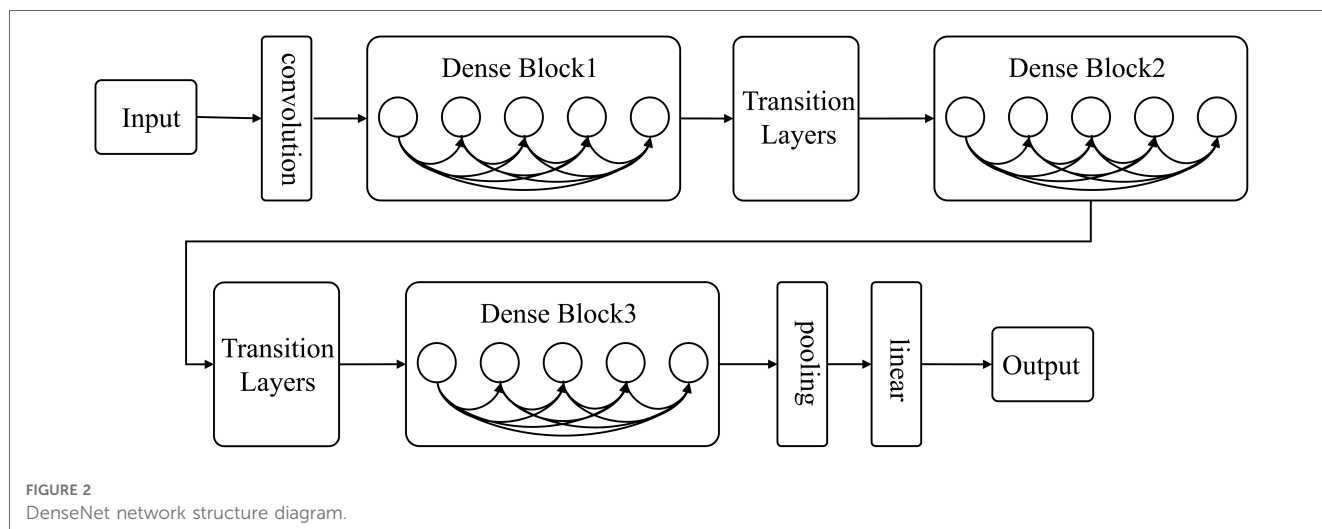 Input
convolution
Dense Block1
Transition
Layers
Dense Block2
Transition
Layers
Dense Block3
pooling
linear
Output
FIGURE 2
DenseNet network structure diagram.